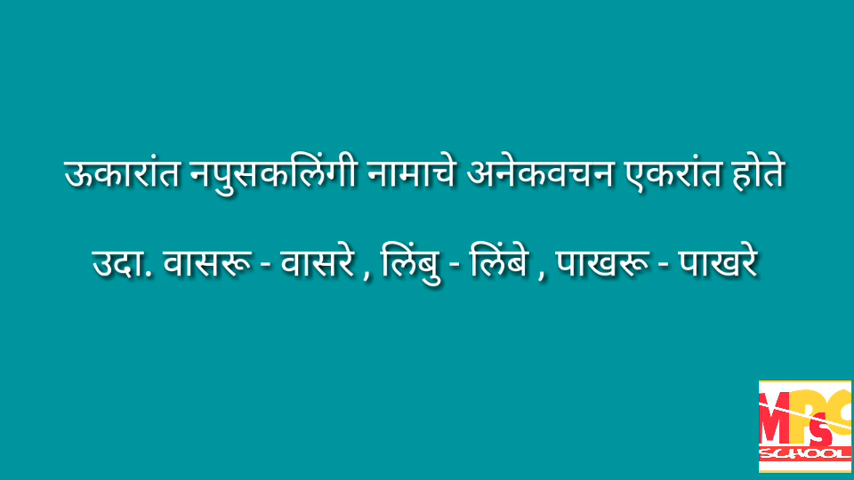 ऊकारांत नपुसकलिंगी नामाचे अनेकवचन एकरांत होते
उदा. वासरू - वासरे , लिंबु - लिंबे , पाखरू - पाखरे
MPSC
SCHOOL